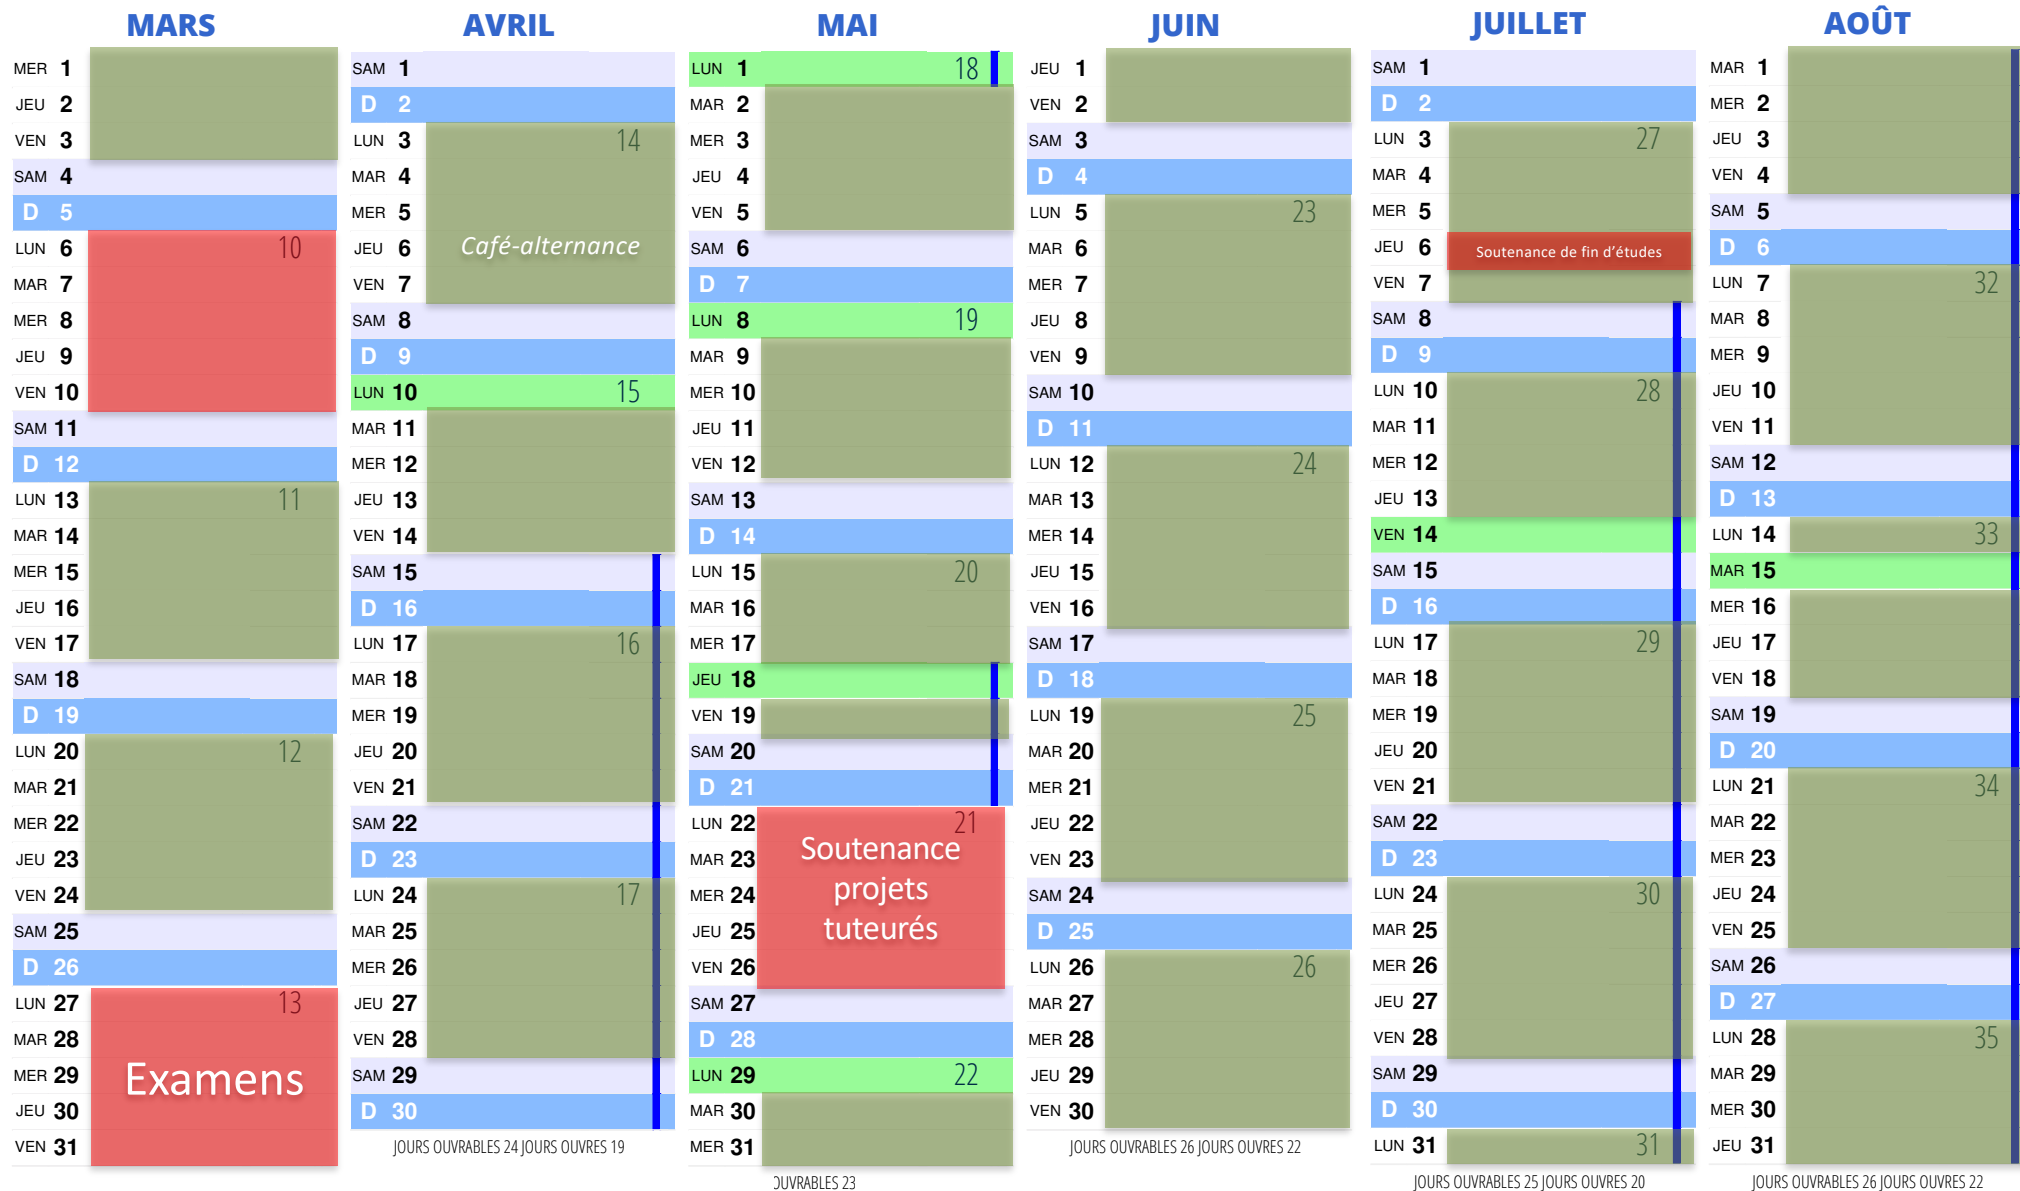 MARS
MER 1
JEU 2
VEN 3
SAM 4
D 5
LUN 6 10
MAR 7
MER 8
JEU 9
VEN 10
SAM 11
D 12
LUN 13 11
MAR 14
MER 15
JEU 16
VEN 17
SAM 18
D 19
LUN 20 12
MAR 21
MER 22
JEU 23
VEN 24
SAM 25
D 26
LUN 27 13
MAR 28
MER 29 Examens
JEU 30
VEN 31
AVRIL
SAM 1
D 2
LUN 3 14
MAR 4
MER 5
JEU 6 Café-alternance
VEN 7
SAM 8
D 9
LUN 10 15
MAR 11
MER 12
JEU 13
VEN 14
SAM 15
D 16
LUN 17 16
MAR 18
MER 19
JEU 20
VEN 21
SAM 22
D 23
LUN 24 17
MAR 25
MER 26
JEU 27
VEN 28
SAM 29
D 30
JOURS OUVRABLES 24 JOURS OUVRES 19
MAI
LUN 1 18
MAR 2
MER 3
JEU 4
VEN 5
SAM 6
D 7
LUN 8 19
MAR 9
MER 10
JEU 11
VEN 12
SAM 13
D 14
LUN 15 20
MAR 16
MER 17
JEU 18
VEN 19
SAM 20
D 21
LUN 22 21
MAR 23 Soutenance
MER 24 projets
JEU 25 tuteurés
VEN 26
SAM 27
D 28
LUN 29 22
MAR 30
MER 31
OUVRABLES 23
JUIN
JEU 1
VEN 2
SAM 3
D 4
LUN 5 23
MAR 6
MER 7
JEU 8
VEN 9
SAM 10
D 11
LUN 12 24
MAR 13
MER 14
JEU 15
VEN 16
SAM 17
D 18
LUN 19 25
MAR 20
MER 21
JEU 22
VEN 23
SAM 24
D 25
LUN 26 26
MAR 27
MER 28
JEU 29
VEN 30
JOURS OUVRABLES 26 JOURS OUVRES 22
JUILLET
SAM 1
D 2
LUN 3 27
MAR 4
MER 5
JEU 6 Soutenance de fin d'études
VEN 7
SAM 8
D 9
LUN 10 28
MAR 11
MER 12
JEU 13
VEN 14
SAM 15
D 16
LUN 17 29
MAR 18
MER 19
JEU 20
VEN 21
SAM 22
D 23
LUN 24 30
MAR 25
MER 26
JEU 27
VEN 28
SAM 29
D 30
LUN 31 31
JOURS OUVRABLES 25 JOURS OUVRES 20
AOÛT
MAR 1
MER 2
JEU 3
VEN 4
SAM 5
D 6
LUN 7 32
MAR 8
MER 9
JEU 10
VEN 11
SAM 12
D 13
LUN 14 33
MAR 15
MER 16
JEU 17
VEN 18
SAM 19
D 20
LUN 21 34
MAR 22
MER 23
JEU 24
VEN 25
SAM 26
D 27
LUN 28 35
MAR 29
MER 30
JEU 31
JOURS OUVRABLES 26 JOURS OUVRES 22